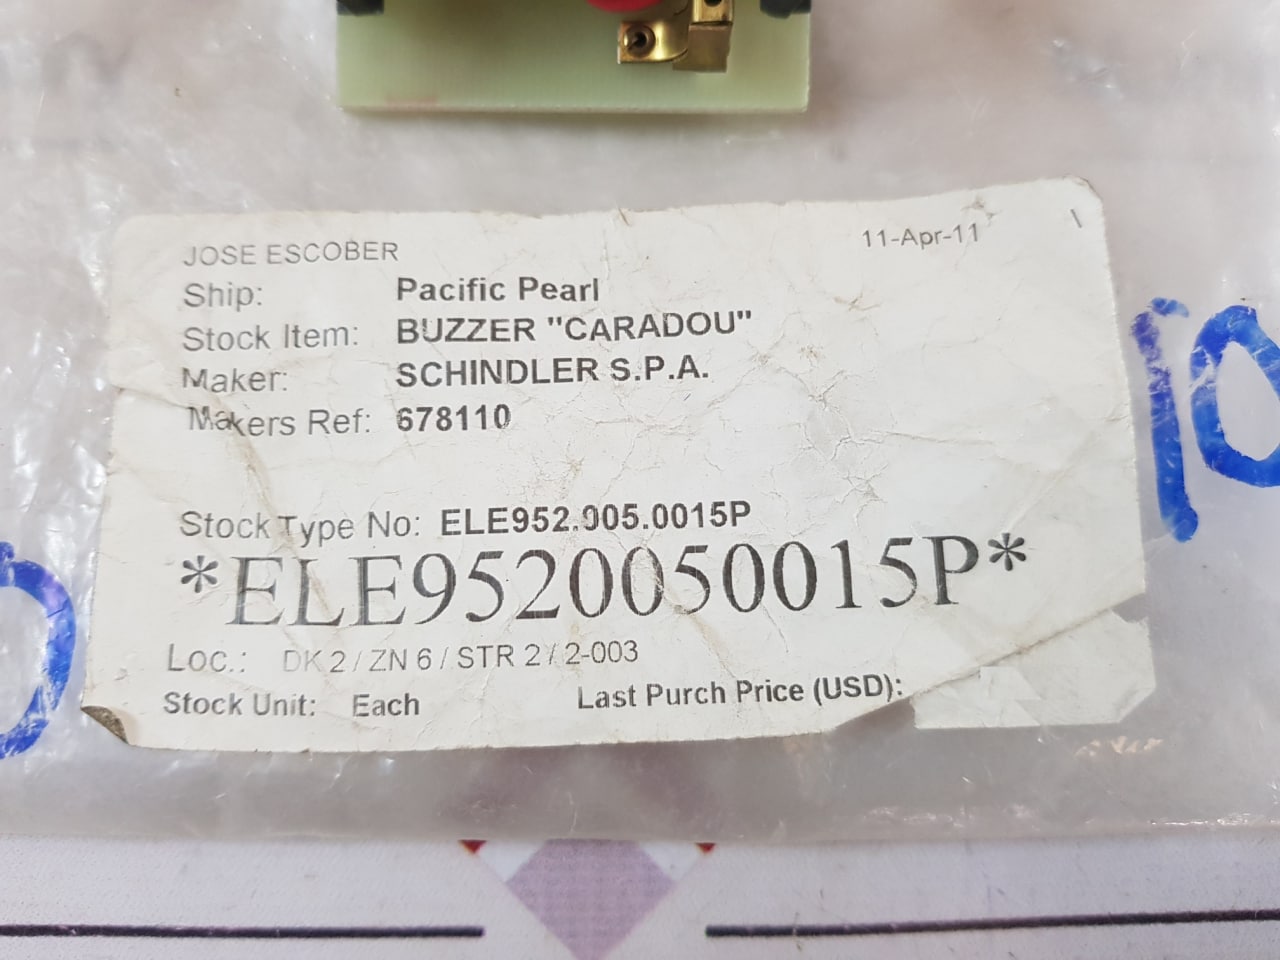 JOSE ESCOBER 11-Apr-11
Ship: Pacific Pearl
Stock Item: BUZZER "CARADOU"
Maker: SCHINDLER S.P.A.
Makers Ref: 678110
Stock Type No: ELE952.005.0015P
*ELE9520050015P*
Loc.: DK 2 / ZN 6 / STR 2 / 2-003
Stock Unit: Each Last Purch Price (USD):
10